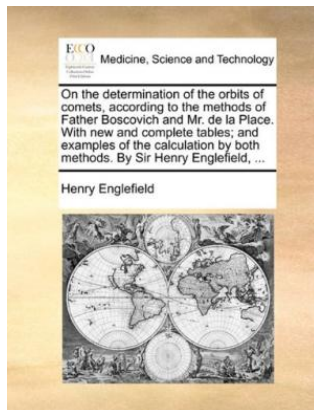 ECCO
Medicine, Science and Technology
On the determination of the orbits of
comets, according to the methods of
Father Boscovich and Mr. de la Place.
With new and complete tables; and
examples of the calculation by both
methods. By Sir Henry Englefield, ...
Henry Englefield